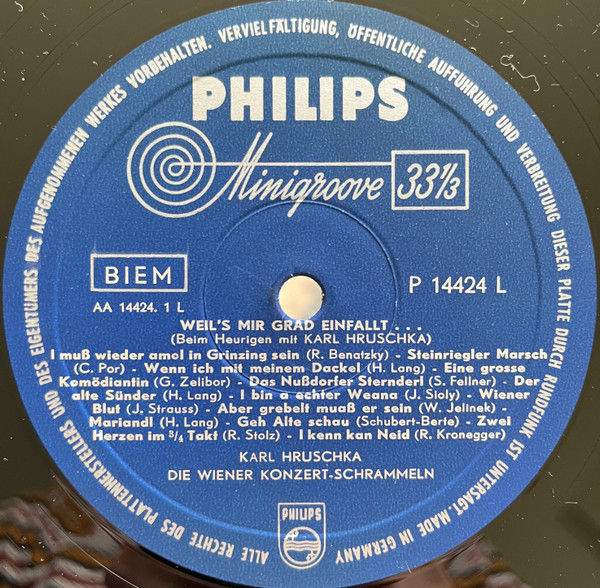 ALLE RECHTE DES PLATTENHERSTELLERS UND DES EIGENTÜMERS DES AUFGENOMMENEN WERKES VORBEHALTEN. VERVIELFÄLTIGUNG, ÖFFENTLICHE AUFFÜHRUNG UND VERBREITUNG DIESER PLATTE DURCH RUNDFUNK IST UNTERSAGT. MADE IN GERMANY
PHILIPS
Minigroove 33 1/3
BIEM
P 14424 L
AA 14424. 1 L
WEIL'S MIR GRAD EINFALLT . . .
(Beim Heurigen mit KARL HRUSCHKA)
I muß wieder amol in Grinzing sein (R. Benatzky) - Steinriegler Marsch
(C. Por) - Wenn ich mit meinem Dackel (H. Lang) - Eine grosse
Komödiantin (G. Zelibor) - Das Nußdorfer Sternderl (S. Fellner) - Der
alte Sünder (H. Lang) - I bin a echter Weana (J. Sioly) - Wiener
Blut (J. Strauss) - Aber grebelt muaß er sein (W. Jelinek) -
Mariandl (H. Lang) - Geh Alte schau (Schubert-Berte) - Zwei
Herzen im 3/4 Takt (R. Stolz) - I kenn kan Neid (R. Kronegger)
KARL HRUSCHKA
DIE WIENER KONZERT-SCHRAMMELN
PHILIPS